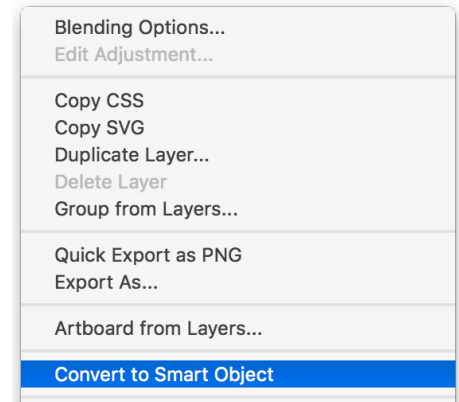 Blending Options...
Edit Adjustment...
Copy CSS
Copy SVG
Duplicate Layer...
Delete Layer
Group from Layers...
Quick Export as PNG
Export As...
Artboard from Layers...
Convert to Smart Object